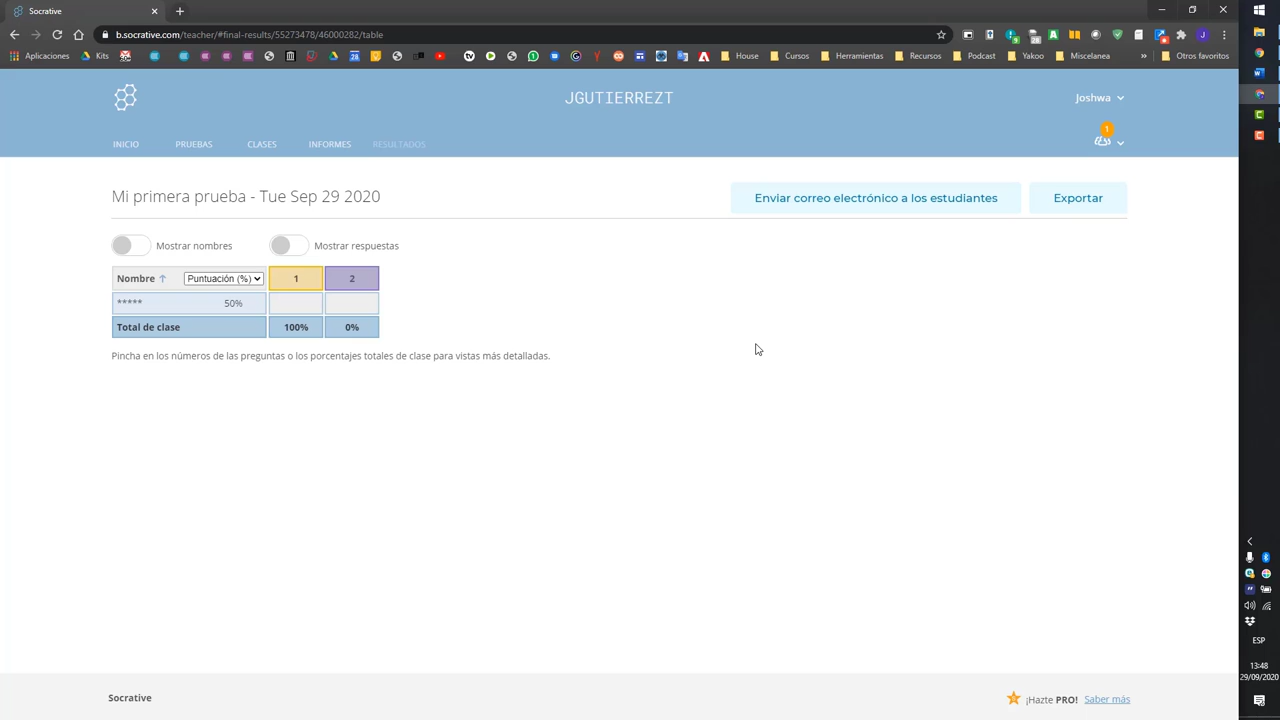 Socrative
b.socrative.com/teacher/#final-results/55273478/46000282/table
Aplicaciones
Kits
28
House
Cursos
Herramientas
Recursos
Podcast
Yakoo
Miscelanea
»
Otros favoritos
JGUTIERREZT
Joshwa
1
INICIO
PRUEBAS
CLASES
INFORMES
RESULTADOS
Mi primera prueba - Tue Sep 29 2020
Enviar correo electrónico a los estudiantes
Exportar
Mostrar nombres
Mostrar respuestas
Nombre ↑ Puntuación (%) 1 2
***** 50%
Total de clase 100% 0%
Pincha en los números de las preguntas o los porcentajes totales de clase para vistas más detalladas.
Socrative
¡Hazte PRO! Saber más
ESP
13:48
29/09/2020